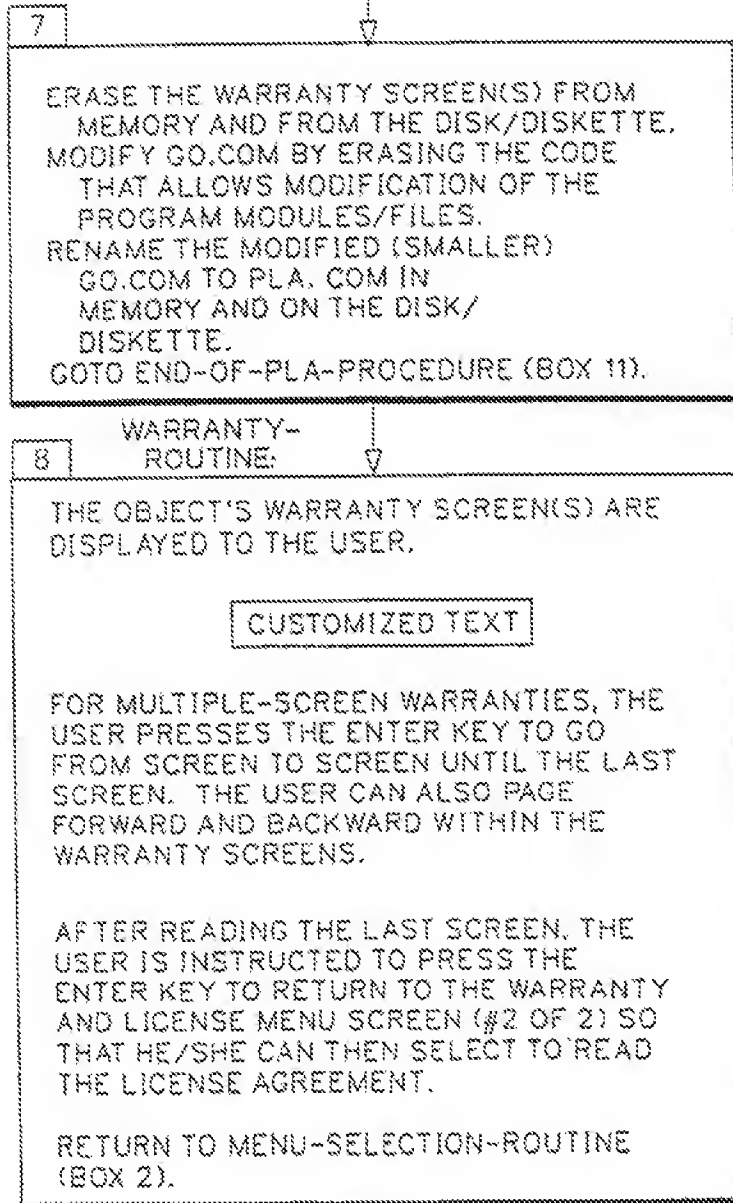 7
ERASE THE WARRANTY SCREEN(S) FROM
MEMORY AND FROM THE DISK/DISKETTE.
MODIFY GO.COM BY ERASING THE CODE
THAT ALLOWS MODIFICATION OF THE
PROGRAM MODULES/FILES.
RENAME THE MODIFIED (SMALLER)
GO.COM TO PLA. COM IN
MEMORY AND ON THE DISK/
DISKETTE.
GOTO END-OF-PLA-PROCEDURE (BOX 11).
WARRANTY-
8 ROUTINE:
THE OBJECT'S WARRANTY SCREEN(S) ARE
DISPLAYED TO THE USER.
CUSTOMIZED TEXT
FOR MULTIPLE-SCREEN WARRANTIES, THE
USER PRESSES THE ENTER KEY TO GO
FROM SCREEN TO SCREEN UNTIL THE LAST
SCREEN. THE USER CAN ALSO PAGE
FORWARD AND BACKWARD WITHIN THE
WARRANTY SCREENS.
AFTER READING THE LAST SCREEN, THE
USER IS INSTRUCTED TO PRESS THE
ENTER KEY TO RETURN TO THE WARRANTY
AND LICENSE MENU SCREEN (#2 OF 2) SO
THAT HE/SHE CAN THEN SELECT TO READ
THE LICENSE AGREEMENT.
RETURN TO MENU-SELECTION-ROUTINE
(BOX 2).